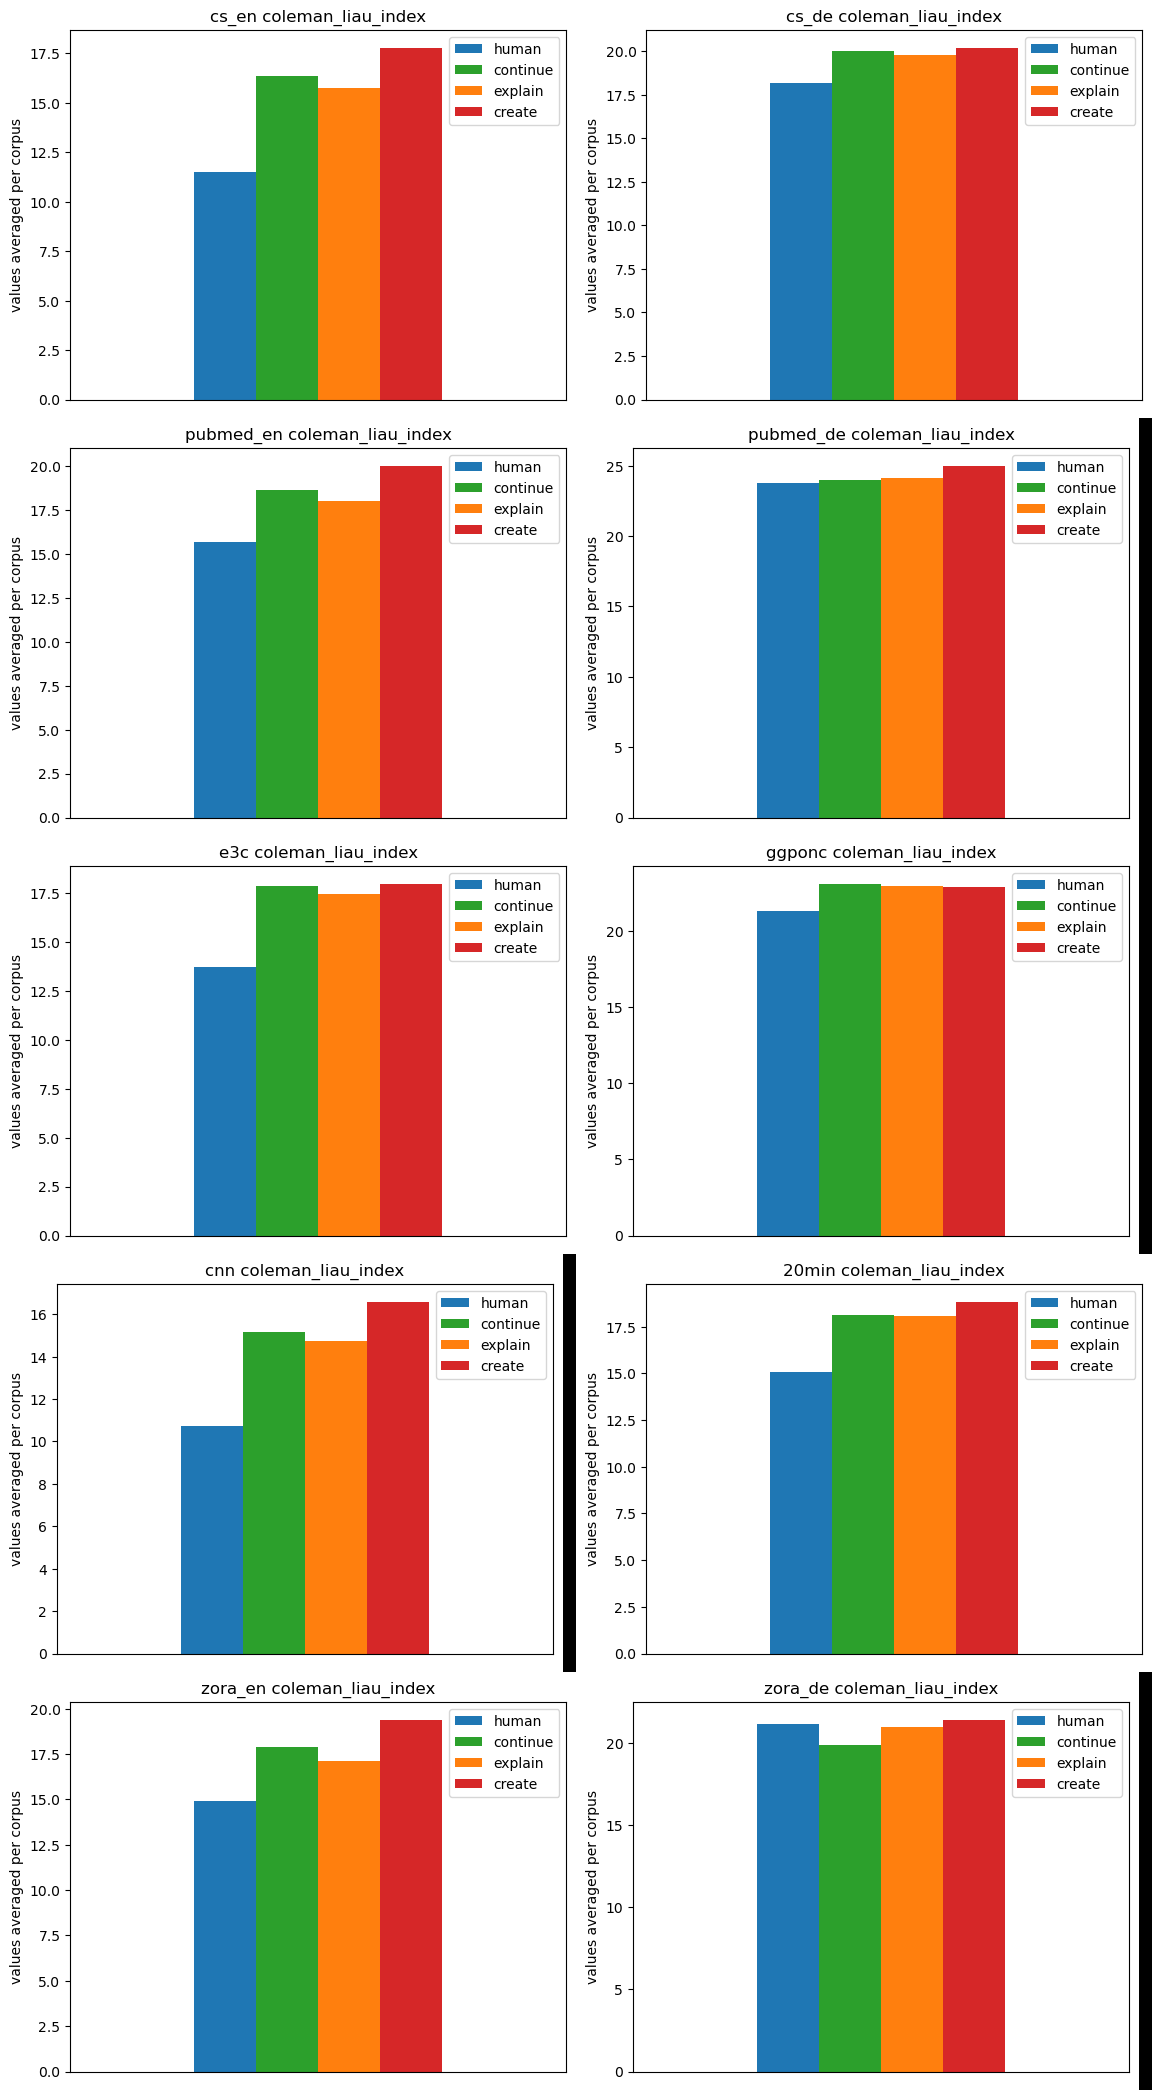 cs_en coleman_liau_index
values averaged per corpus
17.5
15.0
12.5
10.0
7.5
5.0
2.5
0.0
human
continue
explain
create
cs_de coleman_liau_index
values averaged per corpus
20.0
17.5
15.0
12.5
10.0
7.5
5.0
2.5
0.0
human
continue
explain
create
pubmed_en coleman_liau_index
values averaged per corpus
20.0
17.5
15.0
12.5
10.0
7.5
5.0
2.5
0.0
human
continue
explain
create
pubmed_de coleman_liau_index
values averaged per corpus
25
20
15
10
5
0
human
continue
explain
create
e3c coleman_liau_index
values averaged per corpus
17.5
15.0
12.5
10.0
7.5
5.0
2.5
0.0
human
continue
explain
create
ggponc coleman_liau_index
values averaged per corpus
20
15
10
5
0
human
continue
explain
create
cnn coleman_liau_index
values averaged per corpus
16
14
12
10
8
6
4
2
0
human
continue
explain
create
20min coleman_liau_index
values averaged per corpus
17.5
15.0
12.5
10.0
7.5
5.0
2.5
0.0
human
continue
explain
create
zora_en coleman_liau_index
values averaged per corpus
20.0
17.5
15.0
12.5
10.0
7.5
5.0
2.5
0.0
human
continue
explain
create
zora_de coleman_liau_index
values averaged per corpus
20
15
10
5
0
human
continue
explain
create